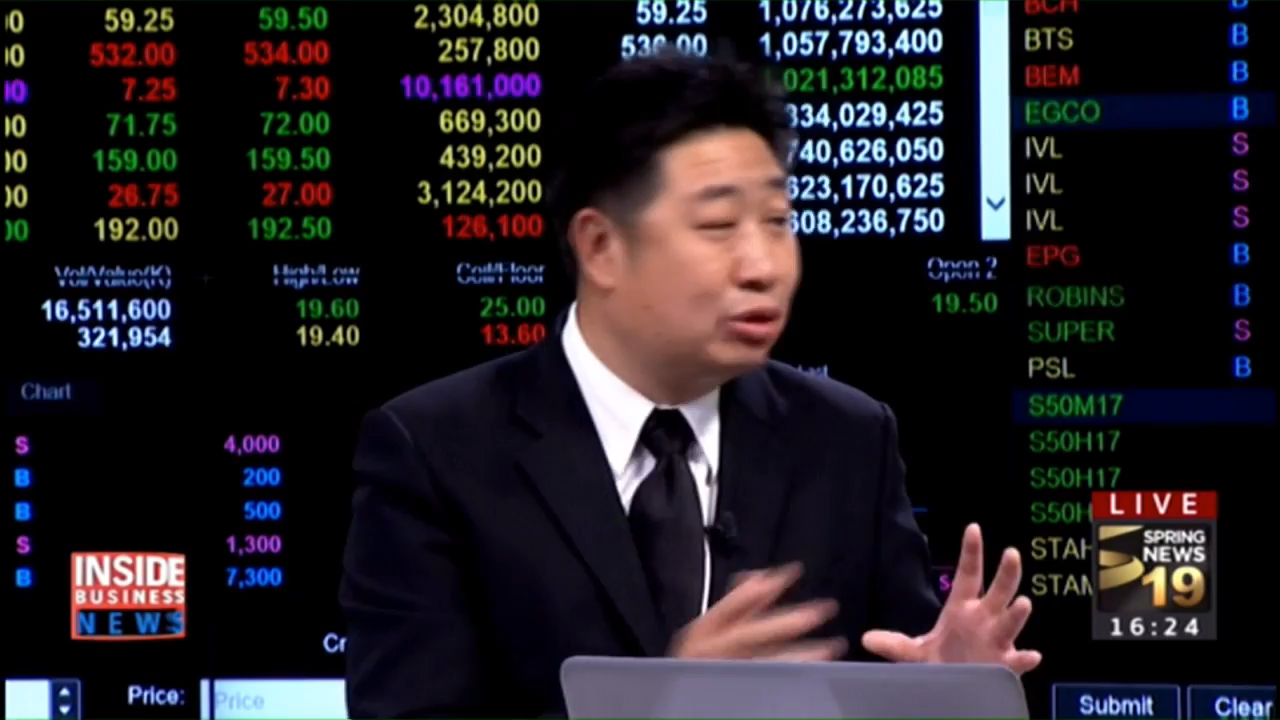 59.25 59.50 2,304,800 59.25 1,076,273,625
532.00 534.00 257,800 1,057,793,400
7.25 7.30 10,161,000 021,312,085
71.75 72.00 669,300 334,029,425
159.00 159.50 439,200 740,626,050
26.75 27.00 3,124,200 623,170,625
192.00 192.50 126,100 608,236,750
Vol/Value(K) High/Low Ceil/Floor Open 2
16,511,600 19.60 25.00 19.50
321,954 19.40 13.60
Chart
S 4,000
B 200
B 500
S 1,300
B 7,300
Price: Price
Submit Clear
BCH B
BTS B
BEM B
EGCO B
IVL S
IVL S
IVL S
EPG B
ROBINS B
SUPER S
PSL B
S50M17
S50H17
S50H17
S50H
STAH
STAM
INSIDE
BUSINESS
NEWS
LIVE
SPRING
NEWS
19
16:24